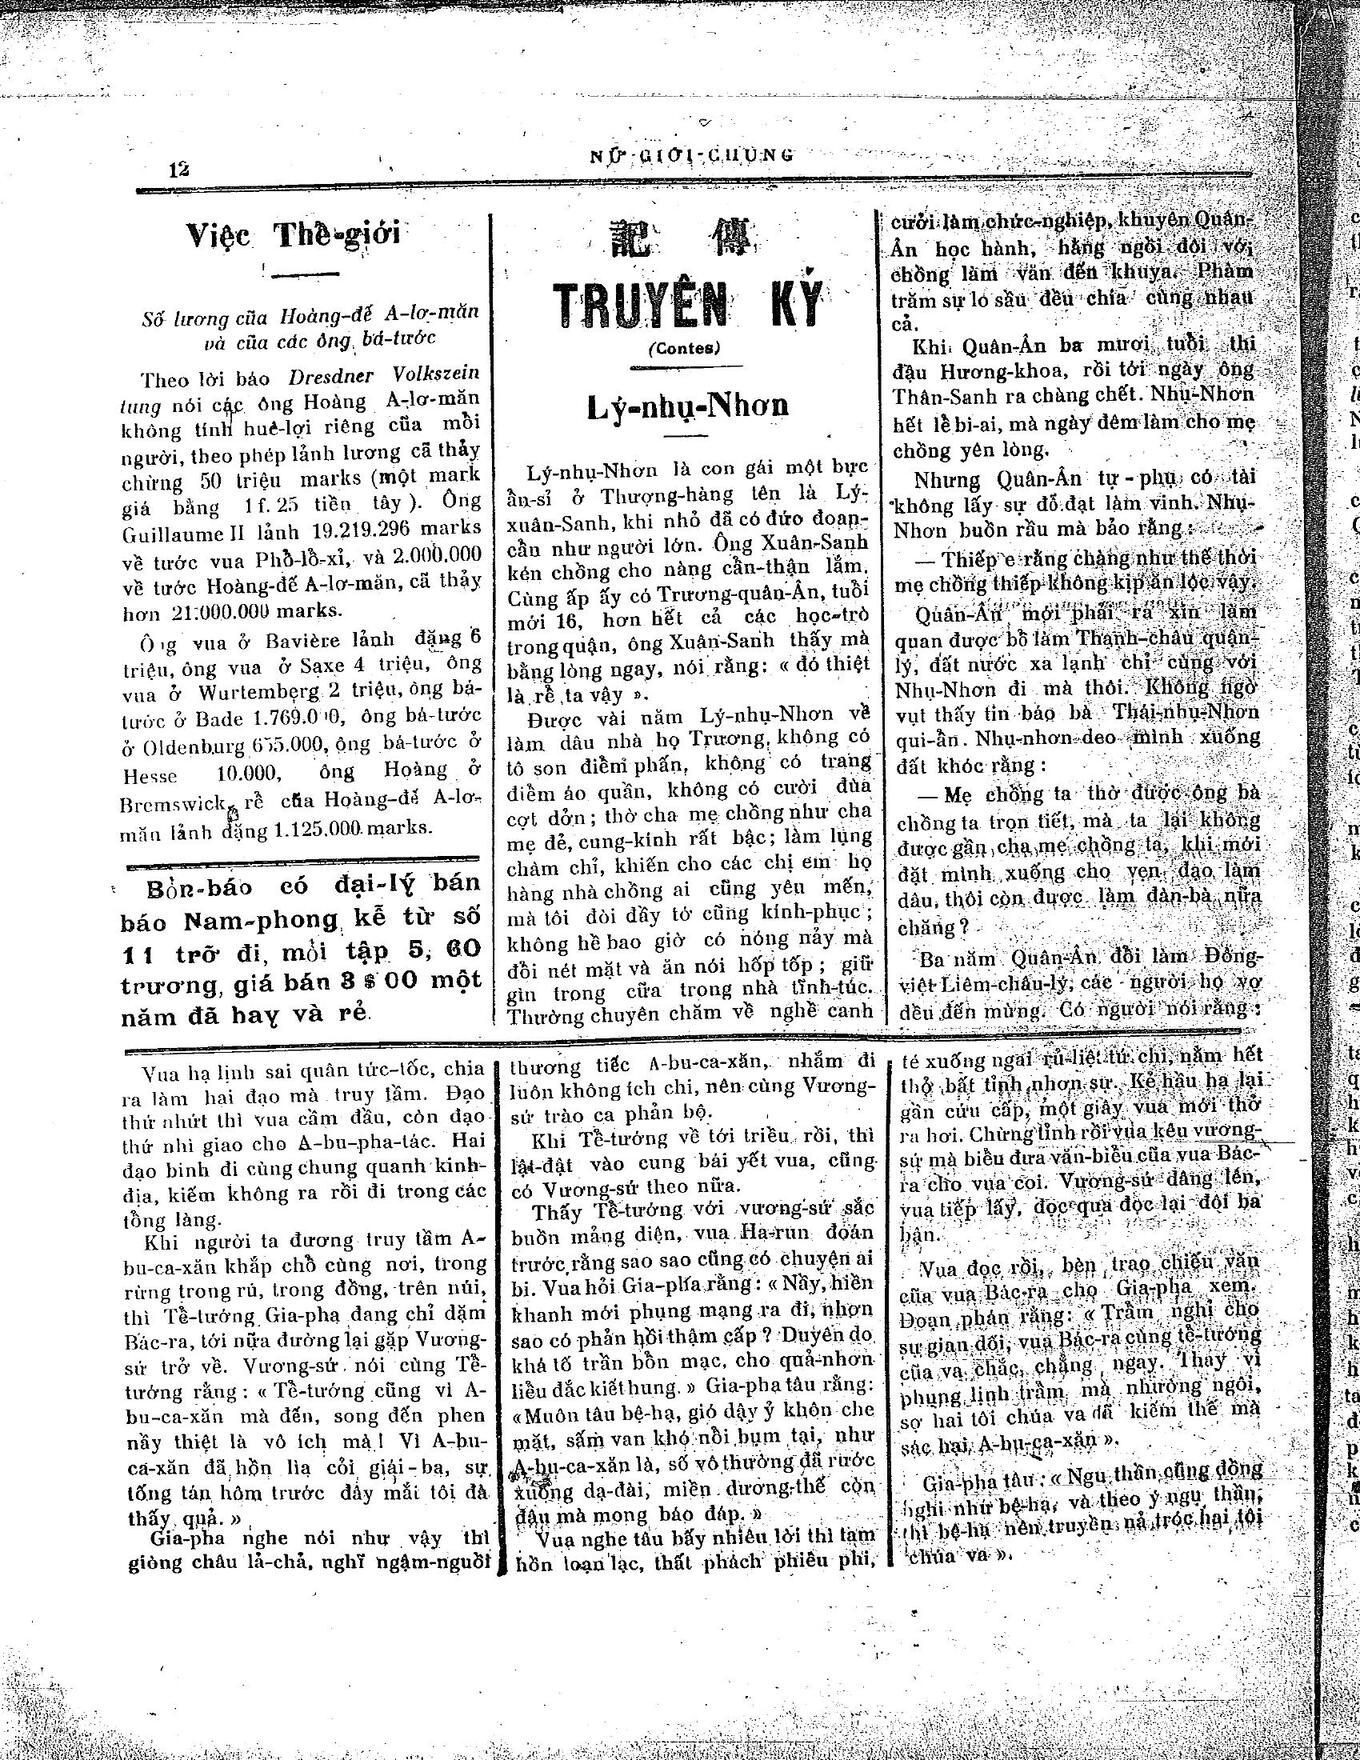 12
NỮ-GIỚI-CHUNG
Việc Thế-giới
Số lương của Hoàng-đế A-lơ-măn
và của các ông bá-tước
Theo lời báo Dresdner Volkszein
tung nói các ông Hoàng A-lơ-măn
không tính huê-lợi riêng của mỗi
người, theo phép lảnh lương cã thảy
chừng 50 triệu marks (một mark
giá bằng 1 f. 25 tiền tây). Ông
Guillaume II lảnh 19.219.296 marks
về tước vua Phổ-lồ-xỉ, và 2.000.000
về tước Hoàng-đế A-lơ-măn, cã thảy
hơn 21.000.000 marks.
Ông vua ở Bavière lảnh đặng 6
triệu, ông vua ở Saxe 4 triệu, ông
vua ở Wurtemberg 2 triệu, ông bá-
tước ở Bade 1.769.000, ông bá-tước
ở Oldenburg 655.000, ông bá-tước ở
Hesse 10.000, ông Hoàng ở
Bremswick, rể của Hoàng-đế A-lơ-
măn lảnh đặng 1.125.000 marks.
Bổn-báo có đại-lý bán
báo Nam-phong kể từ số
11 trỡ đi, mỗi tập 5, 60
trương, giá bán 3 $ 00 một
năm đã hay và rẻ.
記 傳
TRUYỆN KÝ
(Contes)
Lý-nhụ-Nhơn
Lý-nhụ-Nhơn là con gái một bực
ẩn-sỉ ở Thượng-hàng tên là Lý-
xuân-Sanh, khi nhỏ đã có đứo đoan-
cẩu như người lớn. Ông Xuân-Sanh
kén chồng cho nàng cẩn-thận lắm.
Cùng ấp ấy có Trương-quân-Ân, tuổi
mới 16, hơn hết cả các học-trò
trong quận, ông Xuân-Sanh thấy mà
bằng lòng ngay, nói rằng: « đó thiệt
là rể ta vậy ».
Được vài năm Lý-nhụ-Nhơn về
làm dâu nhà họ Trương, không có
tô son điểm phấn, không có trang
điểm áo quần, không có cười đùa
cợt dởn; thờ cha mẹ chồng như cha
mẹ đẻ, cung-kính rất bậc; làm lụng
chăm chỉ, khiến cho các chị em họ
hàng nhà chồng ai cũng yêu mến,
mà tôi đòi đầy tớ cũng kính-phục;
không hề bao giờ có nóng nảy mà
đổi nét mặt và ăn nói hốp tốp; giữ
gìn trong cửa trong nhà tĩnh-túc.
Thường chuyên chăm về nghề canh
cưởi làm chức-nghiệp, khuyên Quân-
Ân học hành, hằng ngồi đôi với
chồng làm văn đến khuya. Phàm
trăm sự lo sầu đều chia cùng nhau
cả.
Khi Quân-Ân ba mươi tuổi thi
đậu Hương-khoa, rồi tới ngày ông
Thân-Sanh ra chàng chết. Nhụ-Nhơn
hết lể bi-ai, mà ngày đêm làm cho mẹ
chồng yên lòng.
Nhưng Quân-Ân tự-phụ có tài
không lấy sự đỗ đạt làm vinh. Nhụ-
Nhơn buồn rầu mà bảo rằng:
— Thiếp e rằng chàng như thế thời
mẹ chồng thiếp không kịp ăn lộc vậy.
Quân-Ân mới phải ra xin làm
quan được bổ làm Thạnh-châu quận-
lý, đất nước xa lạnh chỉ cùng với
Nhụ-Nhơn đi mà thôi. Không ngờ
vụt thấy tin báo bà Thái-nhụ-Nhơn
qui-ẩn. Nhụ-nhơn deo mình xuống
đất khóc rằng:
— Mẹ chồng ta thờ được ông bà
chồng ta trọn tiết, mà ta lại không
được gần cha mẹ chồng ta, khi mới
đặt mình xuống cho yẹn đạo làm
dâu, thôi còn được làm đàn-bà nữa
chăng?
Ba năm Quân-Ân đổi làm Đồng-
việt Liêm-châu-lý, các người họ vợ
đều đến mừng. Có người nói rằng:
Vua hạ lịnh sai quân tức-tốc, chia
ra làm hai đạo mà truy tầm. Đạo
thứ nhứt thì vua cầm đầu, còn đạo
thứ nhì giao cho A-bu-pha-tác. Hai
đạo binh đi cùng chung quanh kinh-
địa, kiếm không ra rồi đi trong các
tổng làng.
Khi người ta đương truy tầm A-
bu-ca-xăn khắp chỗ cùng nơi, trong
rừng trong rú, trong đồng, trên núi,
thì Tể-tướng Gia-pha đang chỉ dặm
Bác-ra, tới nữa đường lại gặp Vương-
sứ trở về. Vương-sứ nói cùng Tể-
tướng rằng: « Tể-tướng cũng vì A-
bu-ca-xăn mà đến, song đến phen
nầy thiệt là vô ích mà! Vì A-bu-
ca-xăn đã hồn lìa cỏi giái-ba, sự
tống táng hôm trước đây mắt tôi đà
thấy quả. »
Gia-pha nghe nói như vậy thì
giòng châu lả-chả, nghĩ ngậm-nguồi
thương tiếc A-bu-ca-xăn, nhắm đi
luôn không ích chi, nên cùng Vương-
sứ trào ca phản bộ.
Khi Tể-tướng về tới triều rồi, thì
lật-đật vào cung bái yết vua, cũng
có Vương-sứ theo nữa.
Thấy Tể-tướng với vương-sứ sắc
buồn mảng diện, vua Ha-run đoán
trước rằng sao sao cũng có chuyện ai
bi. Vua hỏi Gia-pha rằng: « Nầy, hiền
khanh mới phụng mạng ra đi, nhơn
sao có phản hồi thậm cấp? Duyên do
khả tố trần bổn mạc, cho quả-nhơn
liểu đắc kiết hung. » Gia-pha tâu rằng:
«Muôn tâu bệ-hạ, gió dậy ỷ khôn che
mặt, sấm van khó nổi bụm tai, như
A-bu-ca-xăn là, số vô thường đã rước
xuống dạ-đài, miền dương-thế còn
đậu mà mong báo đáp. »
Vua nghe tâu bấy nhiêu lời thì tam
hồn loạn lạc, thất phách phiêu phi,
té xuống ngai rủ-liệt tứ chi, nằm hết
thở bất tỉnh nhơn sự. Kẻ hầu hạ lại
gần cứu cấp, một giây vua mới thở
ra hơi. Chừng tỉnh rồi vua kêu vương-
sứ mà biểu đưa văn-biểu của vua Bác-
ra cho vua coi. Vương-sứ dâng lên,
vua tiếp lấy, đọc qua đọc lại đôi ba
bận.
Vua đọc rồi, bèn trao chiếu văn
của vua Bác-ra cho Gia-pha xem.
Đoạn phán rằng: « Trẫm nghi cho
sự gian dối, vua Bác-ra cùng tể-tướng
của va chắc, chẳng ngay. Thay vì
phụng lịnh trẫm, mà nhường ngôi,
sợ hai tôi chúa va đã kiếm thế mà
sát hại, A-bu-ca-xăn ».
Gia-pha tâu: « Ngu thần cũng đồng
nghi như bệ-hạ, và theo ý ngu thần,
thì bệ-hạ nên truyền nả tróc hai tôi
chúa va ».